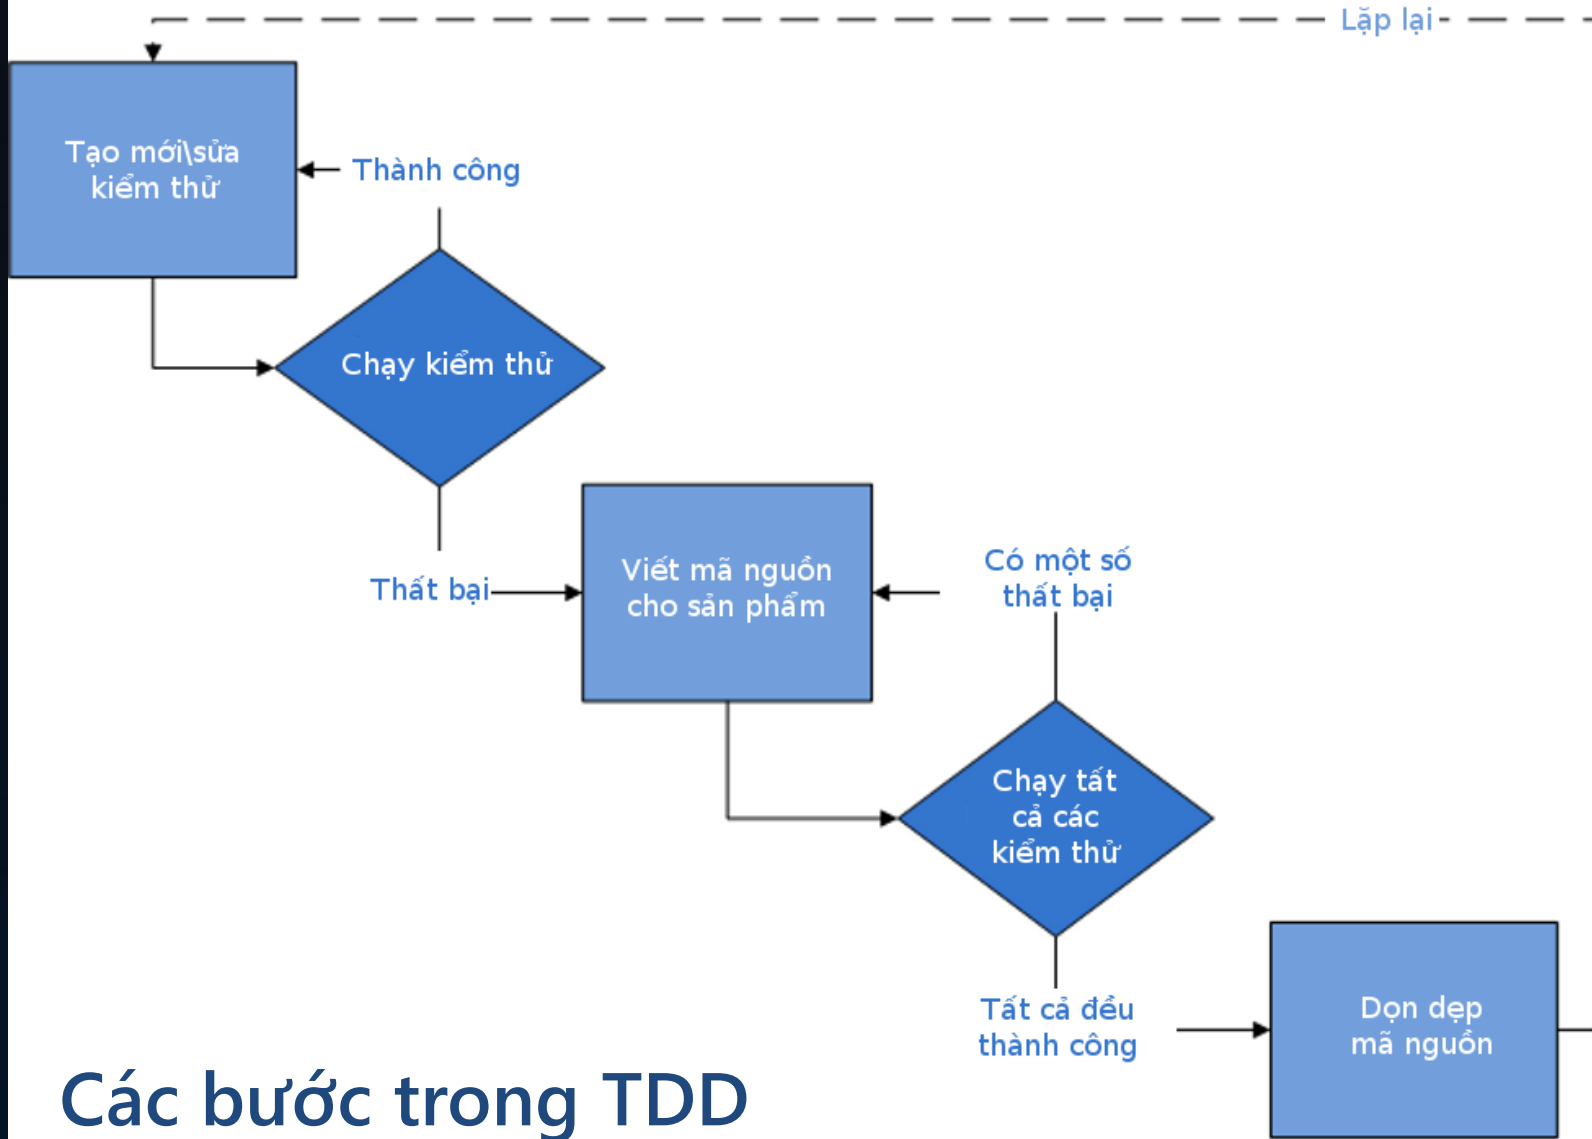 Lặp lại
Tạo mới\sửa
kiểm thử
Thành công
Chạy kiểm thử
Thất bại
Viết mã nguồn
cho sản phẩm
Có một số
thất bại
Chạy tất
cả các
kiểm thử
Tất cả đều
thành công
Dọn dẹp
mã nguồn
Các bước trong TDD